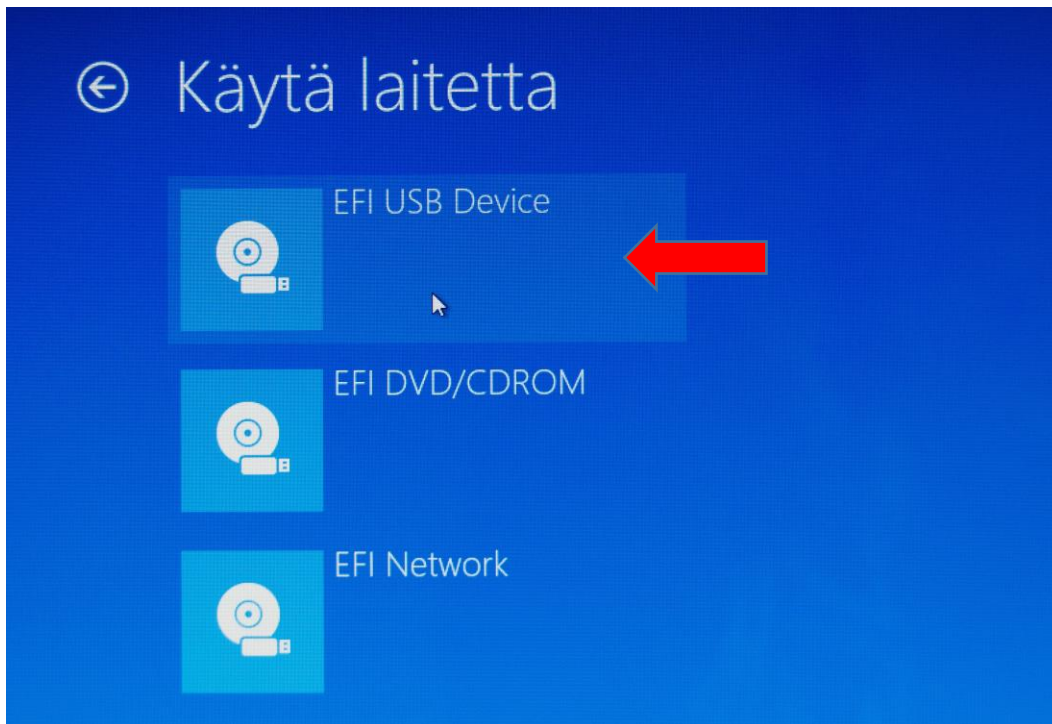 Käytä laitetta
EFI USB Device
EFI DVD/CDROM
EFI Network